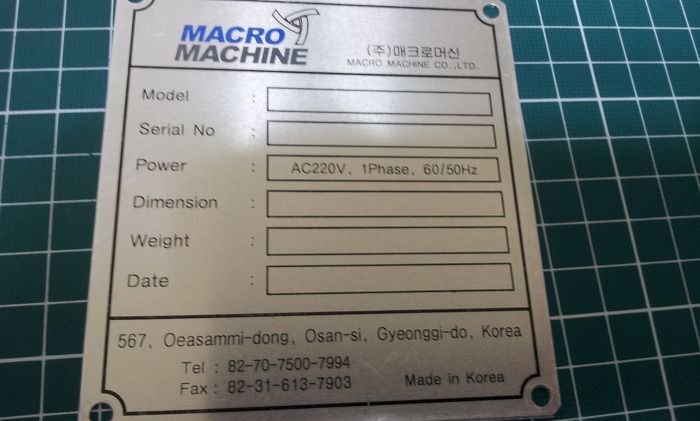 MACRO
MACHINE
(주)매크로머신
MACRO MACHINE CO.,LTD.
Model :
Serial No :
Power : AC220V, 1Phase, 60/50Hz
Dimension :
Weight :
Date :
567, Oeasammi-dong, Osan-si, Gyeonggi-do, Korea
Tel : 82-70-7500-7994
Fax : 82-31-613-7903
Made in Korea